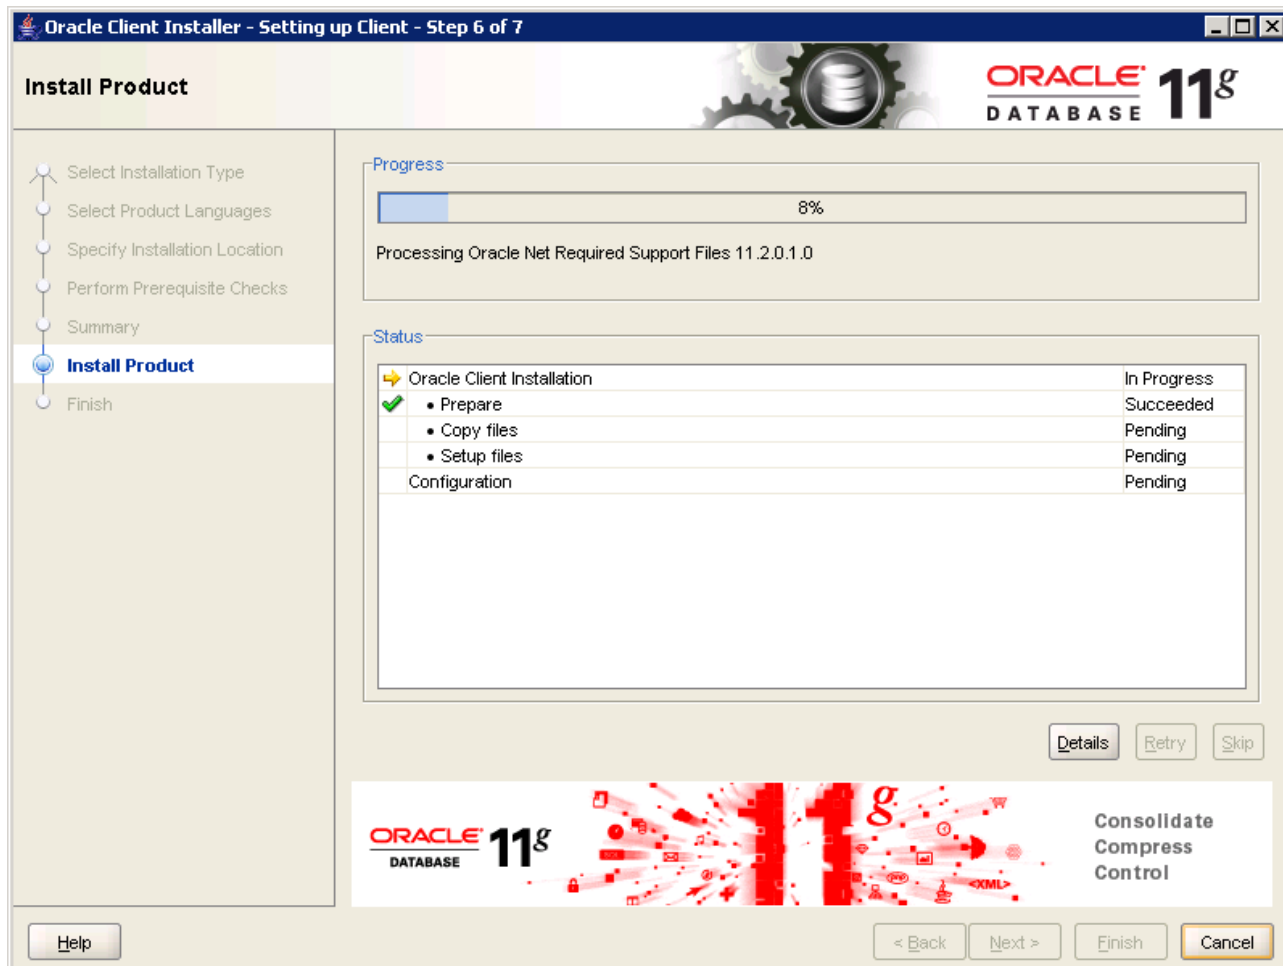 Oracle Client Installer - Setting up Client - Step 6 of 7
Install Product
ORACLE DATABASE 11g
Select Installation Type
Select Product Languages
Specify Installation Location
Perform Prerequisite Checks
Summary
Install Product
Finish
Progress
8%
Processing Oracle Net Required Support Files 11.2.0.1.0
Status
Oracle Client Installation In Progress
• Prepare Succeeded
• Copy files Pending
• Setup files Pending
Configuration Pending
Details Retry Skip
ORACLE DATABASE 11g
11g
<XML>
php
Consolidate
Compress
Control
Help < Back Next > Finish Cancel